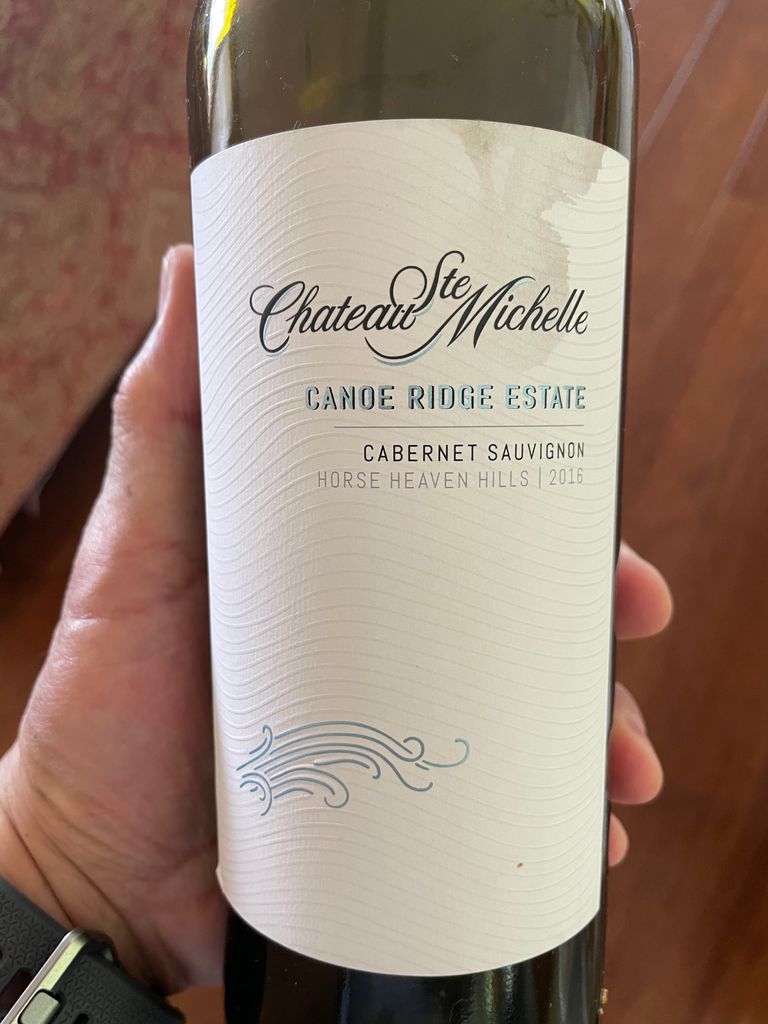 Chateau Ste Michelle
CANOE RIDGE ESTATE
CABERNET SAUVIGNON
HORSE HEAVEN HILLS | 2016